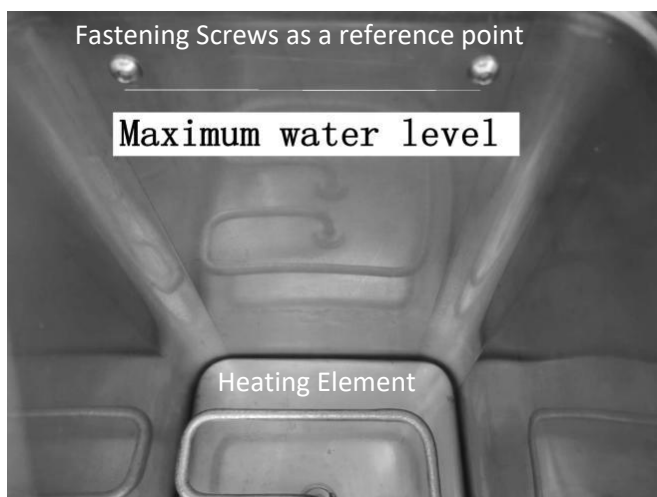 Fastening Screws as a reference point
Maximum water level
Heating Element